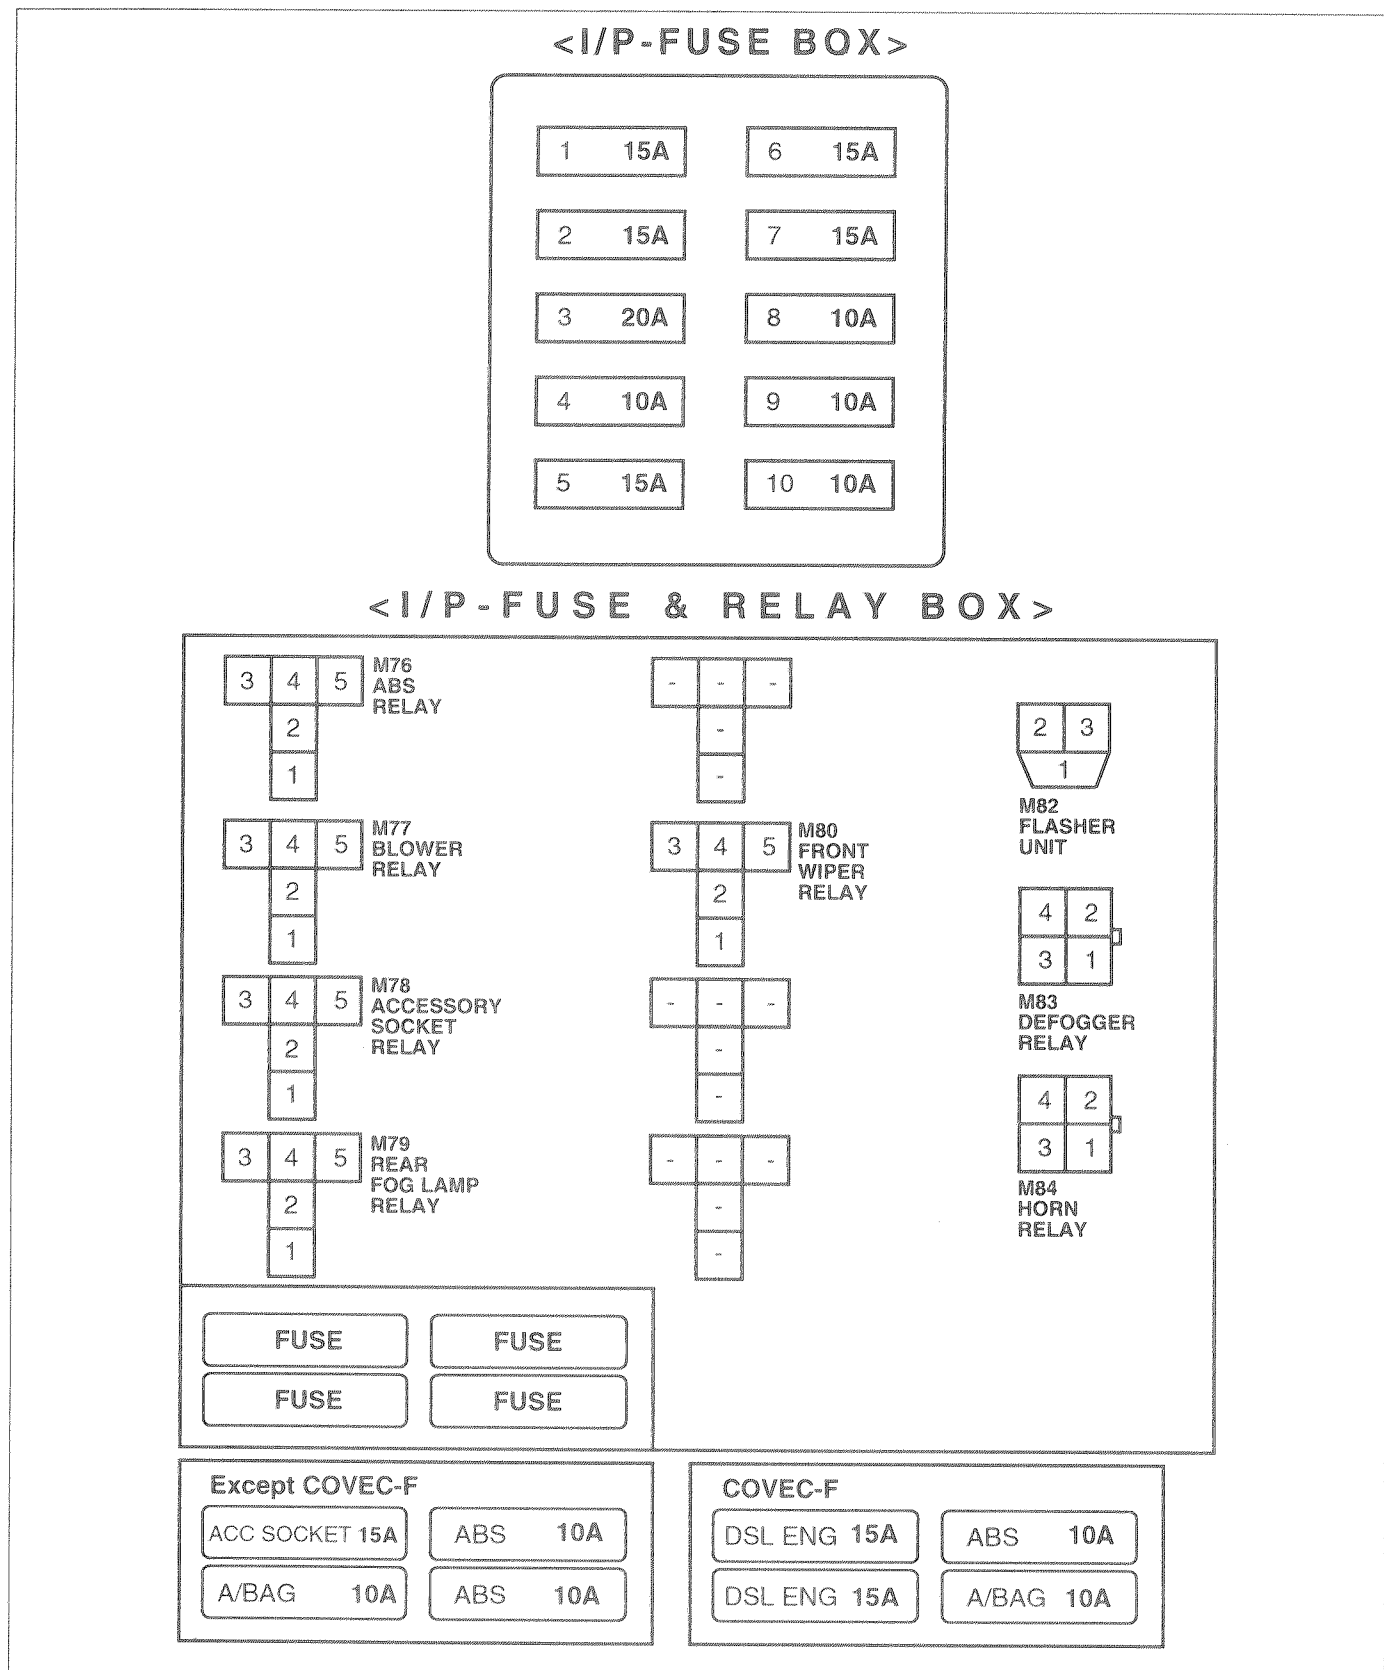 <I/P-FUSE BOX>
1 15A
6 15A
2 15A
7 15A
3 20A
8 10A
4 10A
9 10A
5 15A
10 10A
<I/P-FUSE & RELAY BOX>
3 4 5
2
1
M76
ABS
RELAY
- - -
-
-
2 3
1
M82
FLASHER
UNIT
3 4 5
2
1
M77
BLOWER
RELAY
3 4 5
2
1
M80
FRONT
WIPER
RELAY
4 2
3 1
M83
DEFOGGER
RELAY
3 4 5
2
1
M78
ACCESSORY
SOCKET
RELAY
- - -
-
-
4 2
3 1
M84
HORN
RELAY
3 4 5
2
1
M79
REAR
FOG LAMP
RELAY
- - -
-
-
FUSE
FUSE
FUSE
FUSE
Except COVEC-F
ACC SOCKET 15A
ABS 10A
A/BAG 10A
ABS 10A
COVEC-F
DSL ENG 15A
ABS 10A
DSL ENG 15A
A/BAG 10A